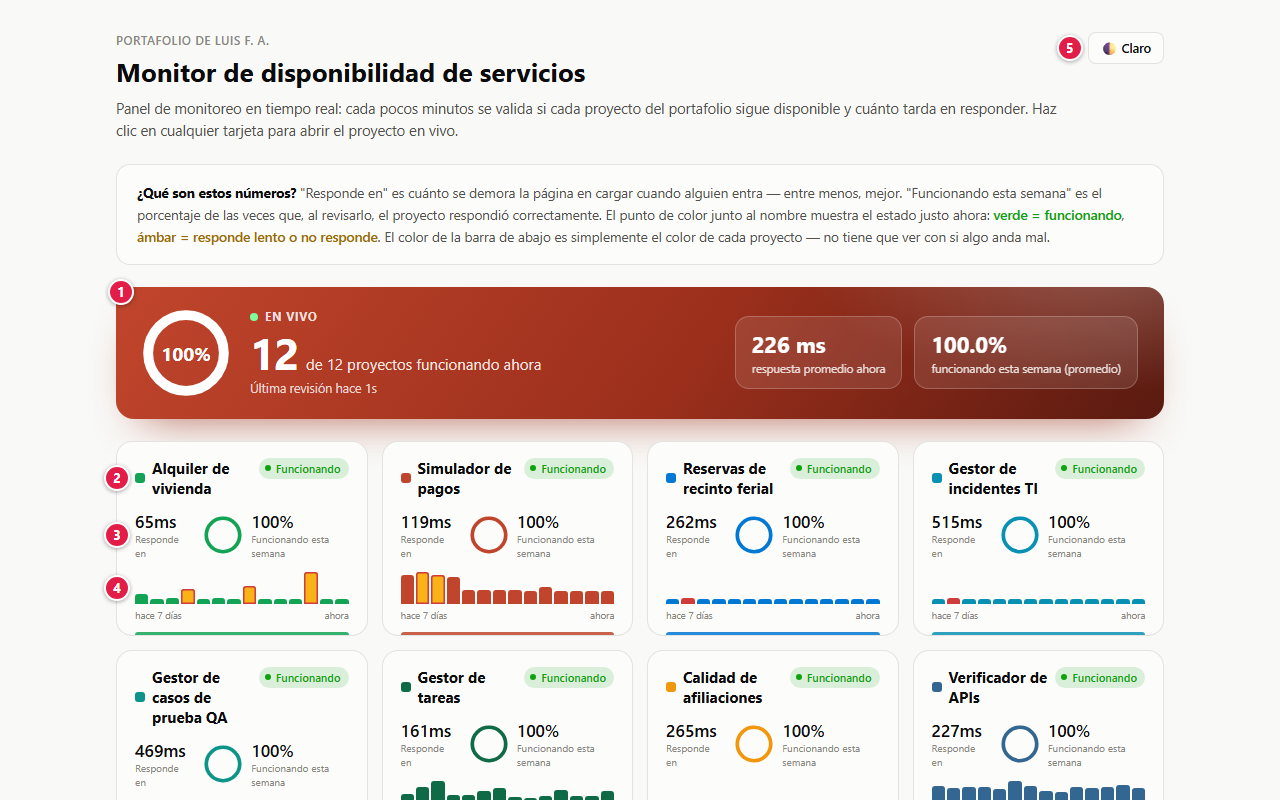 PORTAFOLIO DE LUIS F. A.
5
Claro
Monitor de disponibilidad de servicios
Panel de monitoreo en tiempo real: cada pocos minutos se valida si cada proyecto del portafolio sigue disponible y cuánto tarda en responder. Haz
clic en cualquier tarjeta para abrir el proyecto en vivo.
¿Qué son estos números? "Responde en" es cuánto se demora la página en cargar cuando alguien entra — entre menos, mejor. "Funcionando esta semana" es el
porcentaje de las veces que, al revisarlo, el proyecto respondió correctamente. El punto de color junto al nombre muestra el estado justo ahora: verde = funcionando,
ámbar = responde lento o no responde. El color de la barra de abajo es simplemente el color de cada proyecto — no tiene que ver con si algo anda mal.
1
100%
EN VIVO
12 de 12 proyectos funcionando ahora
Última revisión hace 1s
226 ms
respuesta promedio ahora
100.0%
funcionando esta semana (promedio)
2
Alquiler de
vivienda
Funcionando
3
65ms
Responde
en
100%
Funcionando esta
semana
4
hace 7 días
ahora
Simulador de
pagos
Funcionando
119ms
Responde
en
100%
Funcionando esta
semana
hace 7 días
ahora
Reservas de
recinto ferial
Funcionando
262ms
Responde
en
100%
Funcionando esta
semana
hace 7 días
ahora
Gestor de
incidentes TI
Funcionando
515ms
Responde
en
100%
Funcionando esta
semana
hace 7 días
ahora
Gestor de
casos de
prueba QA
Funcionando
469ms
Responde
en
100%
Funcionando esta
semana
Gestor de
tareas
Funcionando
161ms
Responde
en
100%
Funcionando esta
semana
Calidad de
afiliaciones
Funcionando
265ms
Responde
en
100%
Funcionando esta
semana
Verificador de
APIs
Funcionando
227ms
Responde
en
100%
Funcionando esta
semana